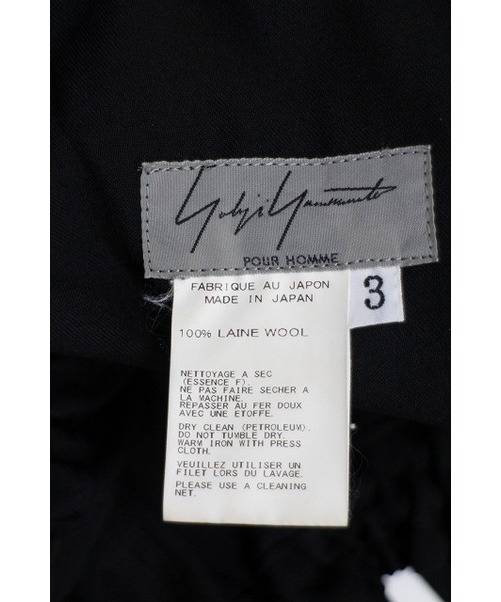 Yohji Yamamoto
POUR HOMME
FABRIQUE AU JAPON
MADE IN JAPAN
3
100% LAINE WOOL
NETTOYAGE A SEC
(ESSENCE F).
NE PAS FAIRE SECHER A
LA MACHINE.
REPASSER AU FER DOUX
AVEC UNE ETOFFE.
DRY CLEAN (PETROLEUM).
DO NOT TUMBLE DRY.
WARM IRON WITH PRESS
CLOTH.
VEUILLEZ UTILISER UN
FILET LORS DU LAVAGE.
PLEASE USE A CLEANING
NET.